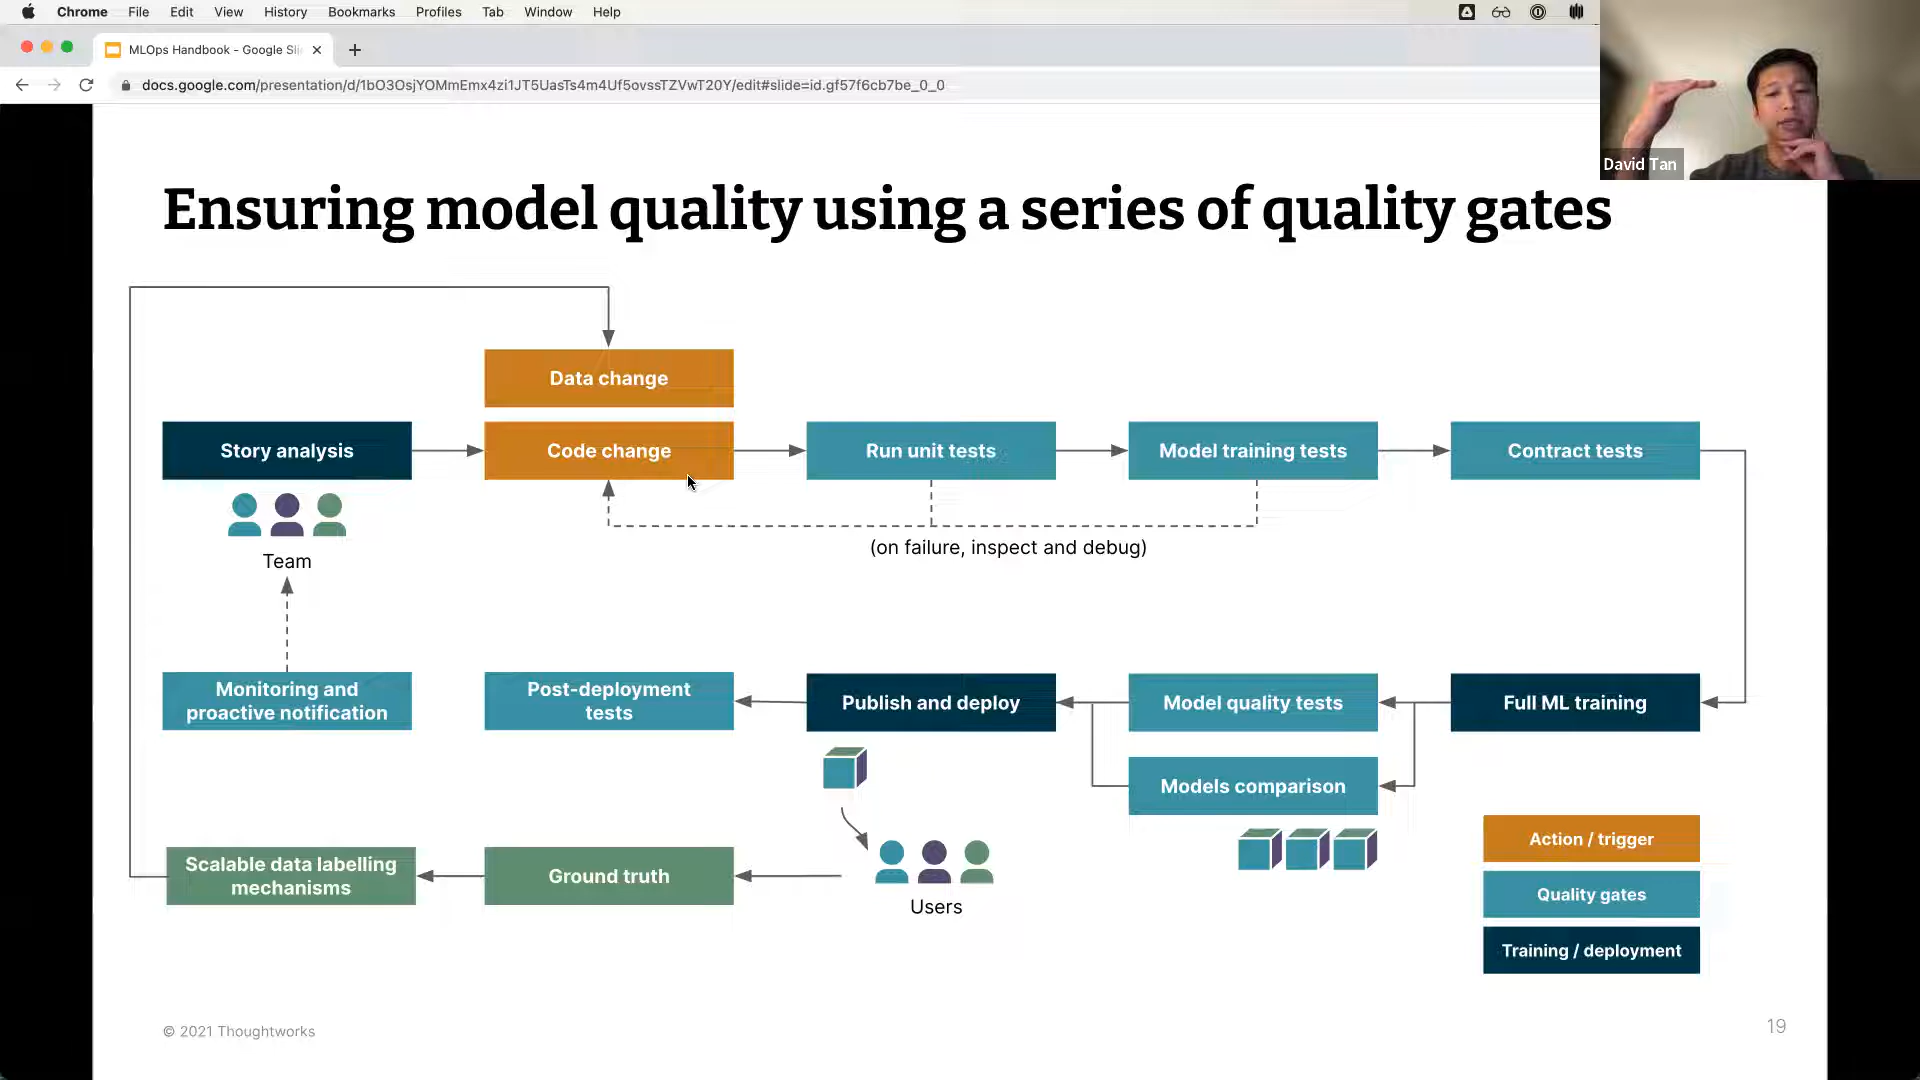 Chrome File Edit View History Bookmarks Profiles Tab Window Help
MLOps Handbook - Google Sli
docs.google.com/presentation/d/1bO3OsjYOMmEmx4zi1JT5UasTs4m4Uf5ovssTZVwT20Y/edit#slide=id.gf57f6cb7be_0_0
David Tan
Ensuring model quality using a series of quality gates
Data change
Story analysis
Code change
Run unit tests
Model training tests
Contract tests
(on failure, inspect and debug)
Team
Monitoring and
proactive notification
Post-deployment
tests
Publish and deploy
Model quality tests
Full ML training
Models comparison
Scalable data labelling
mechanisms
Ground truth
Users
Action / trigger
Quality gates
Training / deployment
© 2021 Thoughtworks
19